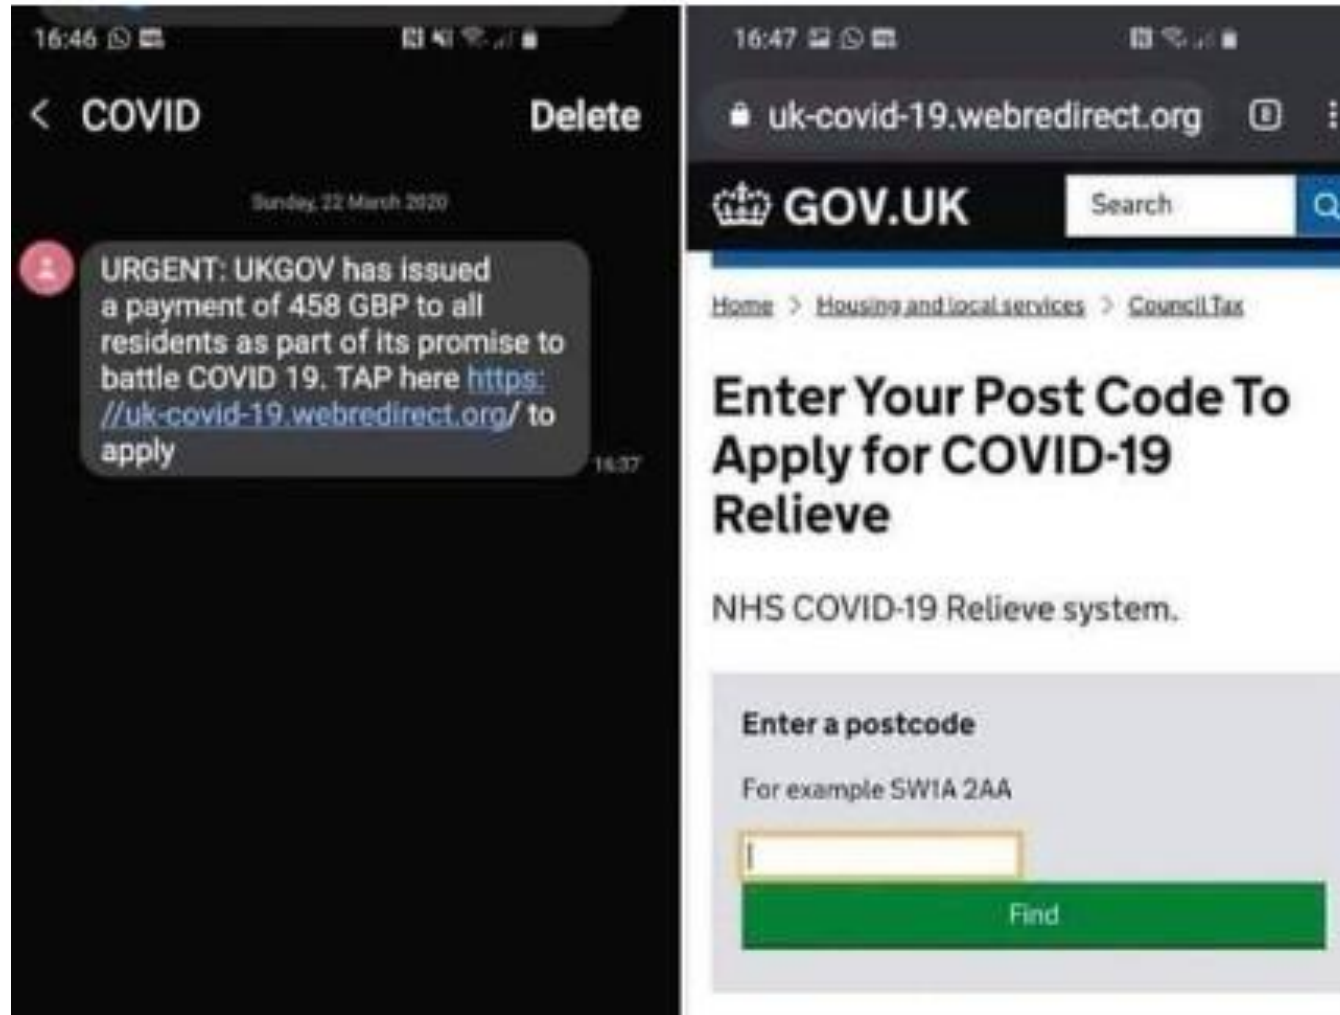 16:46
COVID
Delete
Sunday, 22 March 2020
URGENT: UKGOV has issued
a payment of 458 GBP to all
residents as part of its promise to
battle COVID 19. TAP here https:
//uk-covid-19.webredirect.org/ to
apply
16:37
16:47
uk-covid-19.webredirect.org
GOV.UK
Search
Home > Housing and local services > Council Tax
Enter Your Post Code To
Apply for COVID-19
Relieve
NHS COVID-19 Relieve system.
Enter a postcode
For example SW1A 2AA
Find